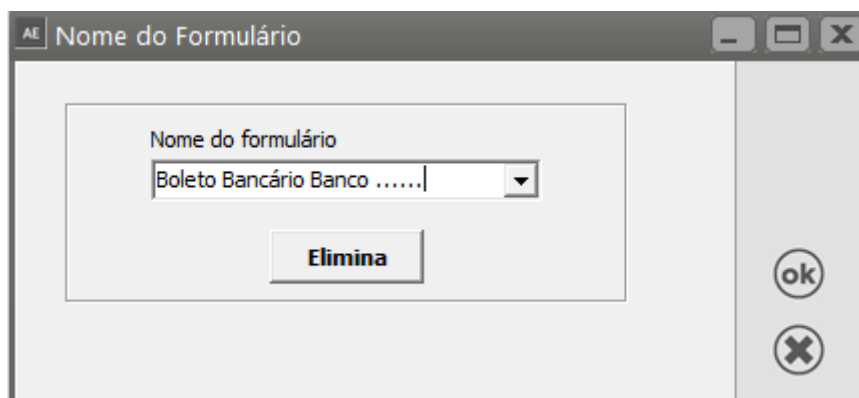 AE Nome do Formulário
Nome do formulário
Boleto Bancário Banco ......
Elimina
ok